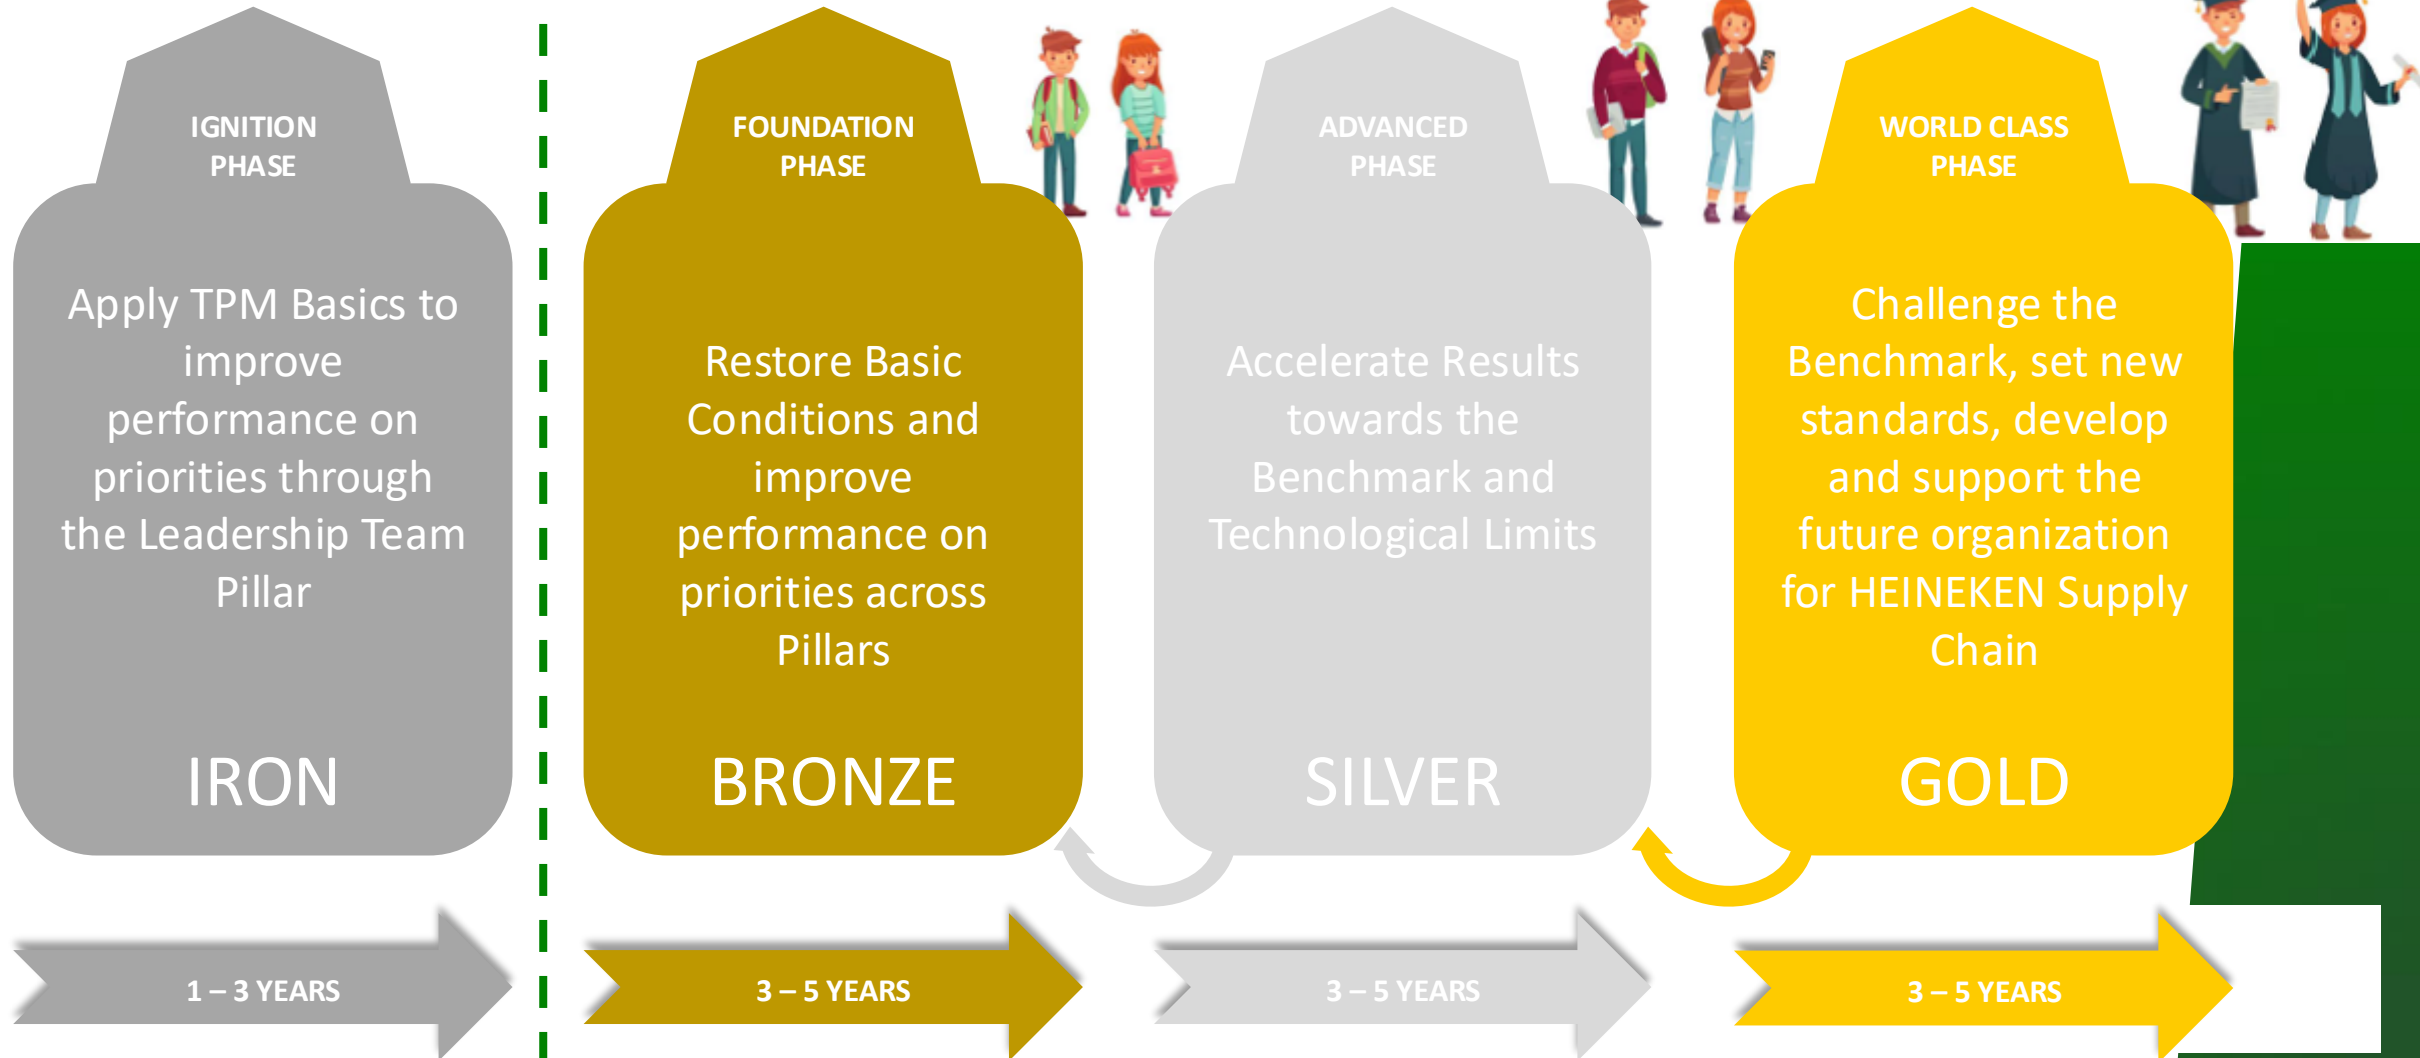 IGNITION
PHASE
Apply TPM Basics to
improve
performance on
priorities through
the Leadership Team
Pillar
IRON
1 – 3 YEARS
FOUNDATION
PHASE
Restore Basic
Conditions and
improve
performance on
priorities across
Pillars
BRONZE
3 – 5 YEARS
ADVANCED
PHASE
Accelerate Results
towards the
Benchmark and
Technological Limits
SILVER
3 – 5 YEARS
WORLD CLASS
PHASE
Challenge the
Benchmark, set new
standards, develop
and support the
future organization
for HEINEKEN Supply
Chain
GOLD
3 – 5 YEARS